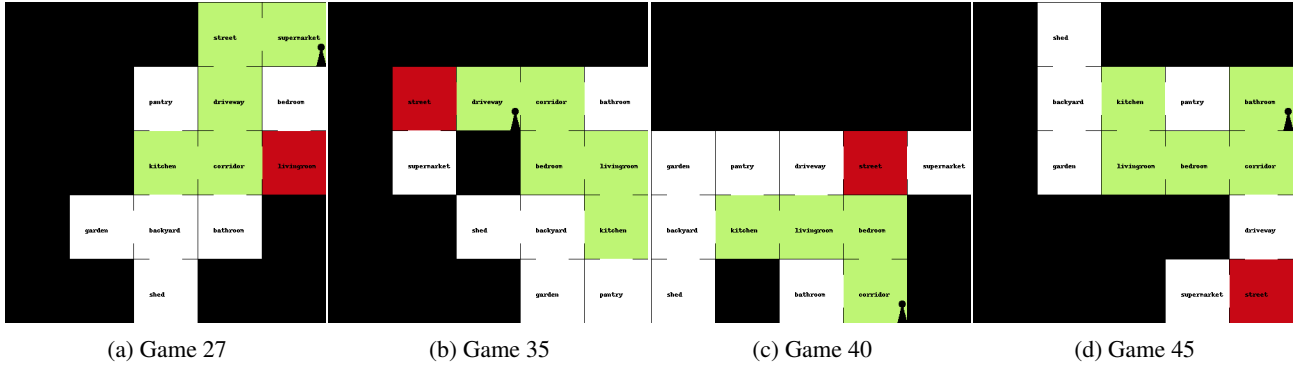 street supermarket
pantry driveway bedroom
kitchen corridor livingroom
garden backyard bathroom
shed
(a) Game 27
street driveway corridor bathroom
supermarket bedroom livingroom
shed backyard kitchen
garden pantry
(b) Game 35
garden pantry driveway street supermarket
backyard kitchen livingroom bedroom
shed bathroom corridor
(c) Game 40
shed
backyard kitchen pantry bathroom
garden livingroom bedroom corridor
driveway
supermarket street
(d) Game 45